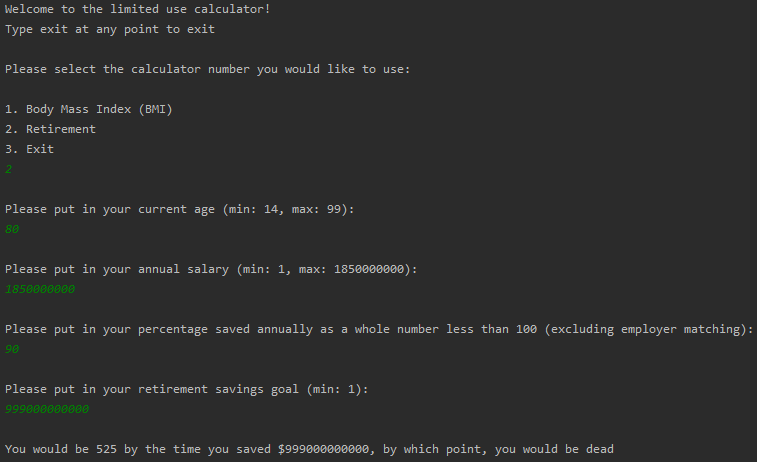 Welcome to the limited use calculator!
Type exit at any point to exit
Please select the calculator number you would like to use:
1. Body Mass Index (BMI)
2. Retirement
3. Exit
2
Please put in your current age (min: 14, max: 99):
80
Please put in your annual salary (min: 1, max: 1850000000):
1850000000
Please put in your percentage saved annually as a whole number less than 100 (excluding employer matching):
90
Please put in your retirement savings goal (min: 1):
999000000000
You would be 525 by the time you saved $999000000000, by which point, you would be dead